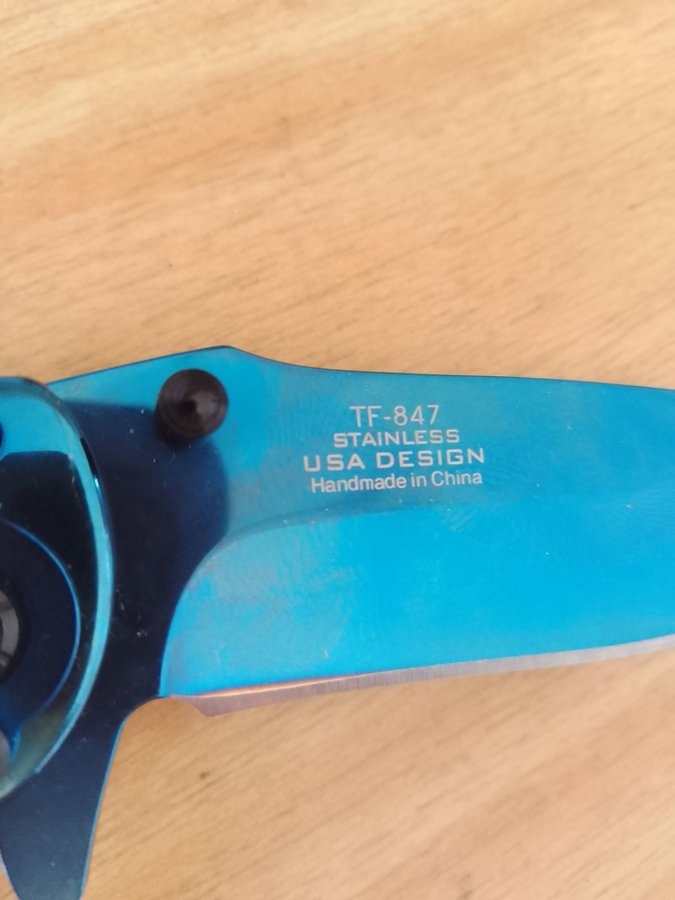 TF-847
STAINLESS
USA DESIGN
Handmade in China